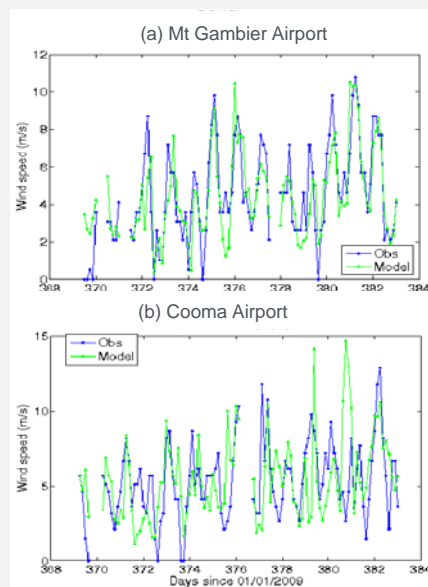 (a) Mt Gambier Airport
12
10
8
6
4
2
0
Wind speed (m/s)
Obs
Model
368 370 372 374 376 378 380 382 384
(b) Cooma Airport
15
10
5
0
Wind speed (m/s)
Obs
Model
368 370 372 374 376 378 380 382 384
Days since 01/01/2009